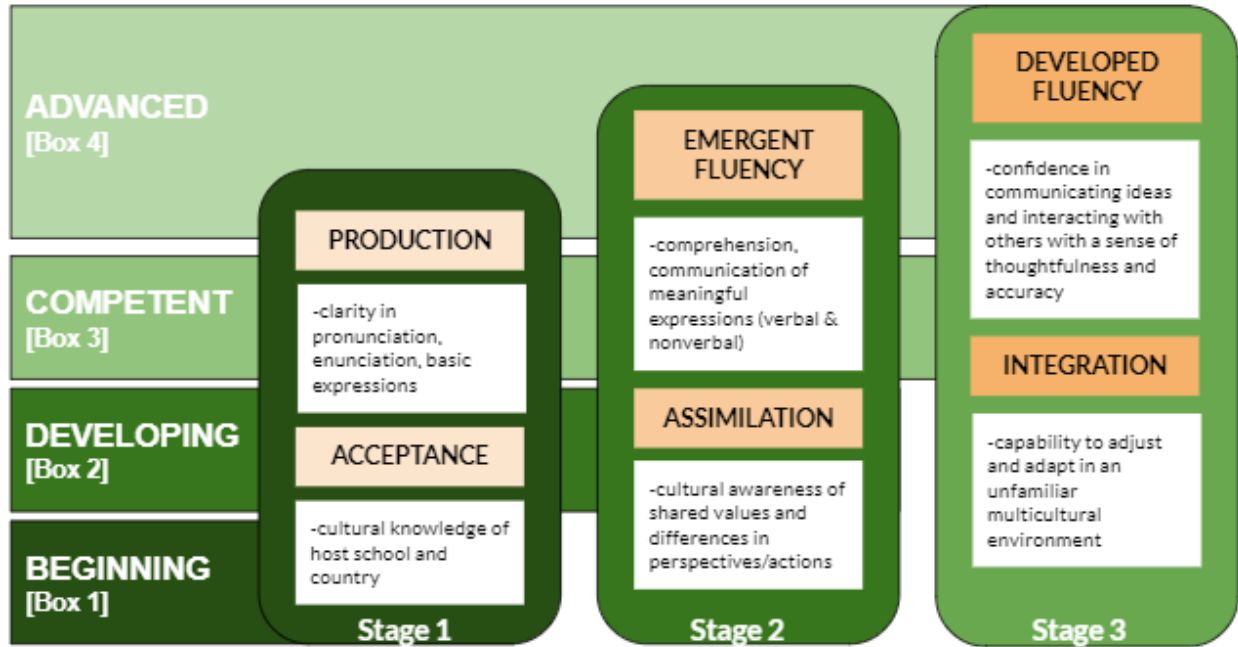 ADVANCED
[Box 4]
COMPETENT
[Box 3]
DEVELOPING
[Box 2]
BEGINNING
[Box 1]
PRODUCTION
-clarity in
pronunciation,
enunciation, basic
expressions
ACCEPTANCE
-cultural knowledge of
host school and
country
Stage 1
EMERGENT
FLUENCY
-comprehension,
communication of
meaningful
expressions (verbal &
nonverbal)
ASSIMILATION
-cultural awareness of
shared values and
differences in
perspectives/actions
Stage 2
DEVELOPED
FLUENCY
-confidence in
communicating ideas
and interacting with
others with a sense of
thoughtfulness and
accuracy
INTEGRATION
-capability to adjust
and adapt in an
unfamiliar
multicultural
environment
Stage 3